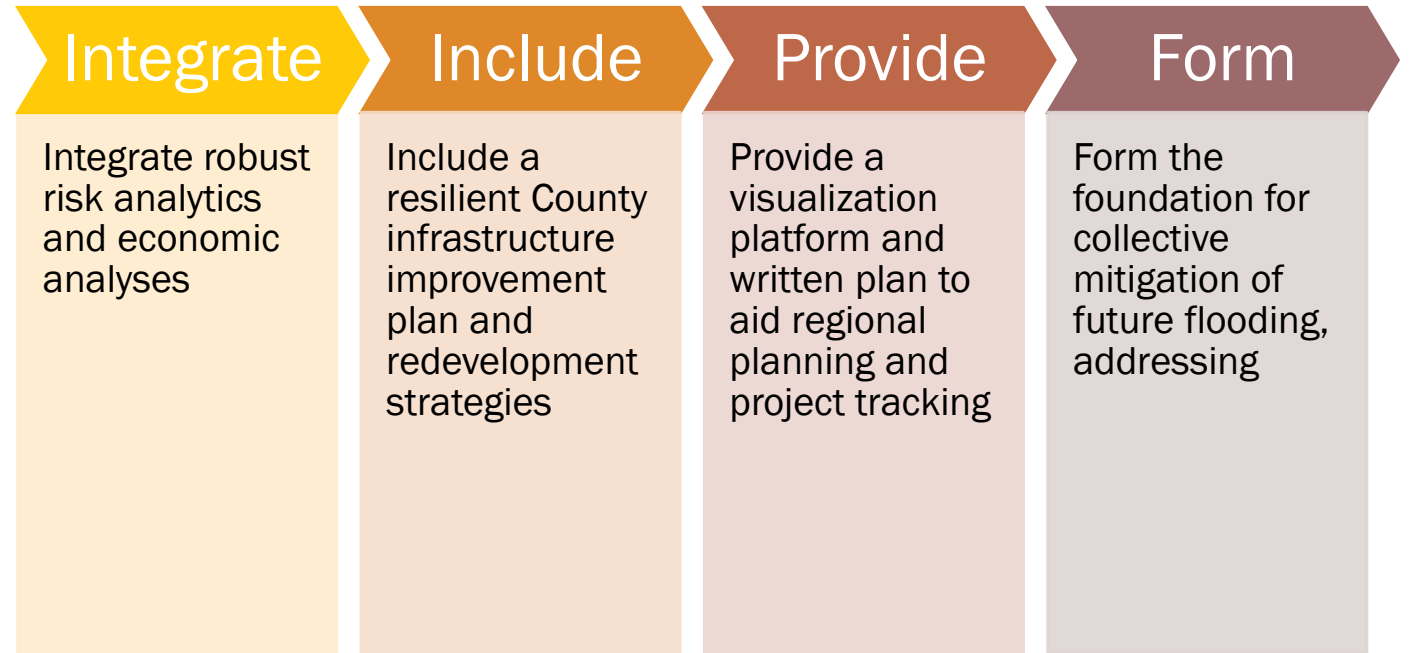 Integrate
Integrate robust
risk analytics
and economic
analyses
Include
Include a
resilient County
infrastructure
improvement
plan and
redevelopment
strategies
Provide
Provide a
visualization
platform and
written plan to
aid regional
planning and
project tracking
Form
Form the
foundation for
collective
mitigation of
future flooding,
addressing